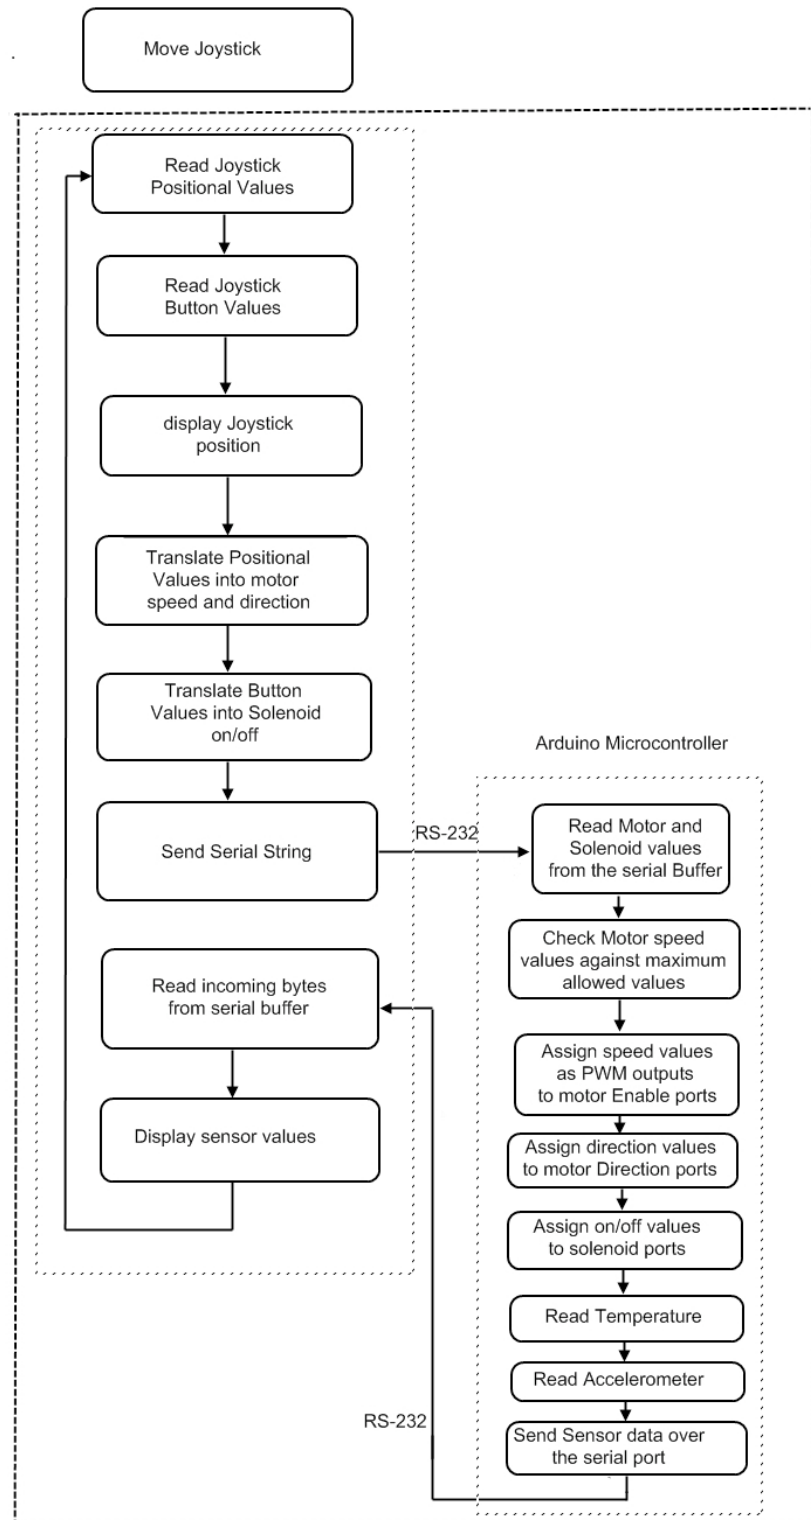 Move Joystick
Read Joystick
Positional Values
Read Joystick
Button Values
display Joystick
position
Translate Positional
Values into motor
speed and direction
Translate Button
Values into Solenoid
on/off
Send Serial String
RS-232
Read incoming bytes
from serial buffer
Display sensor values
Arduino Microcontroller
Read Motor and
Solenoid values
from the serial Buffer
Check Motor speed
values against maximum
allowed values
Assign speed values
as PWM outputs
to motor Enable ports
Assign direction values
to motor Direction ports
Assign on/off values
to solenoid ports
Read Temperature
Read Accelerometer
Send Sensor data over
the serial port
RS-232